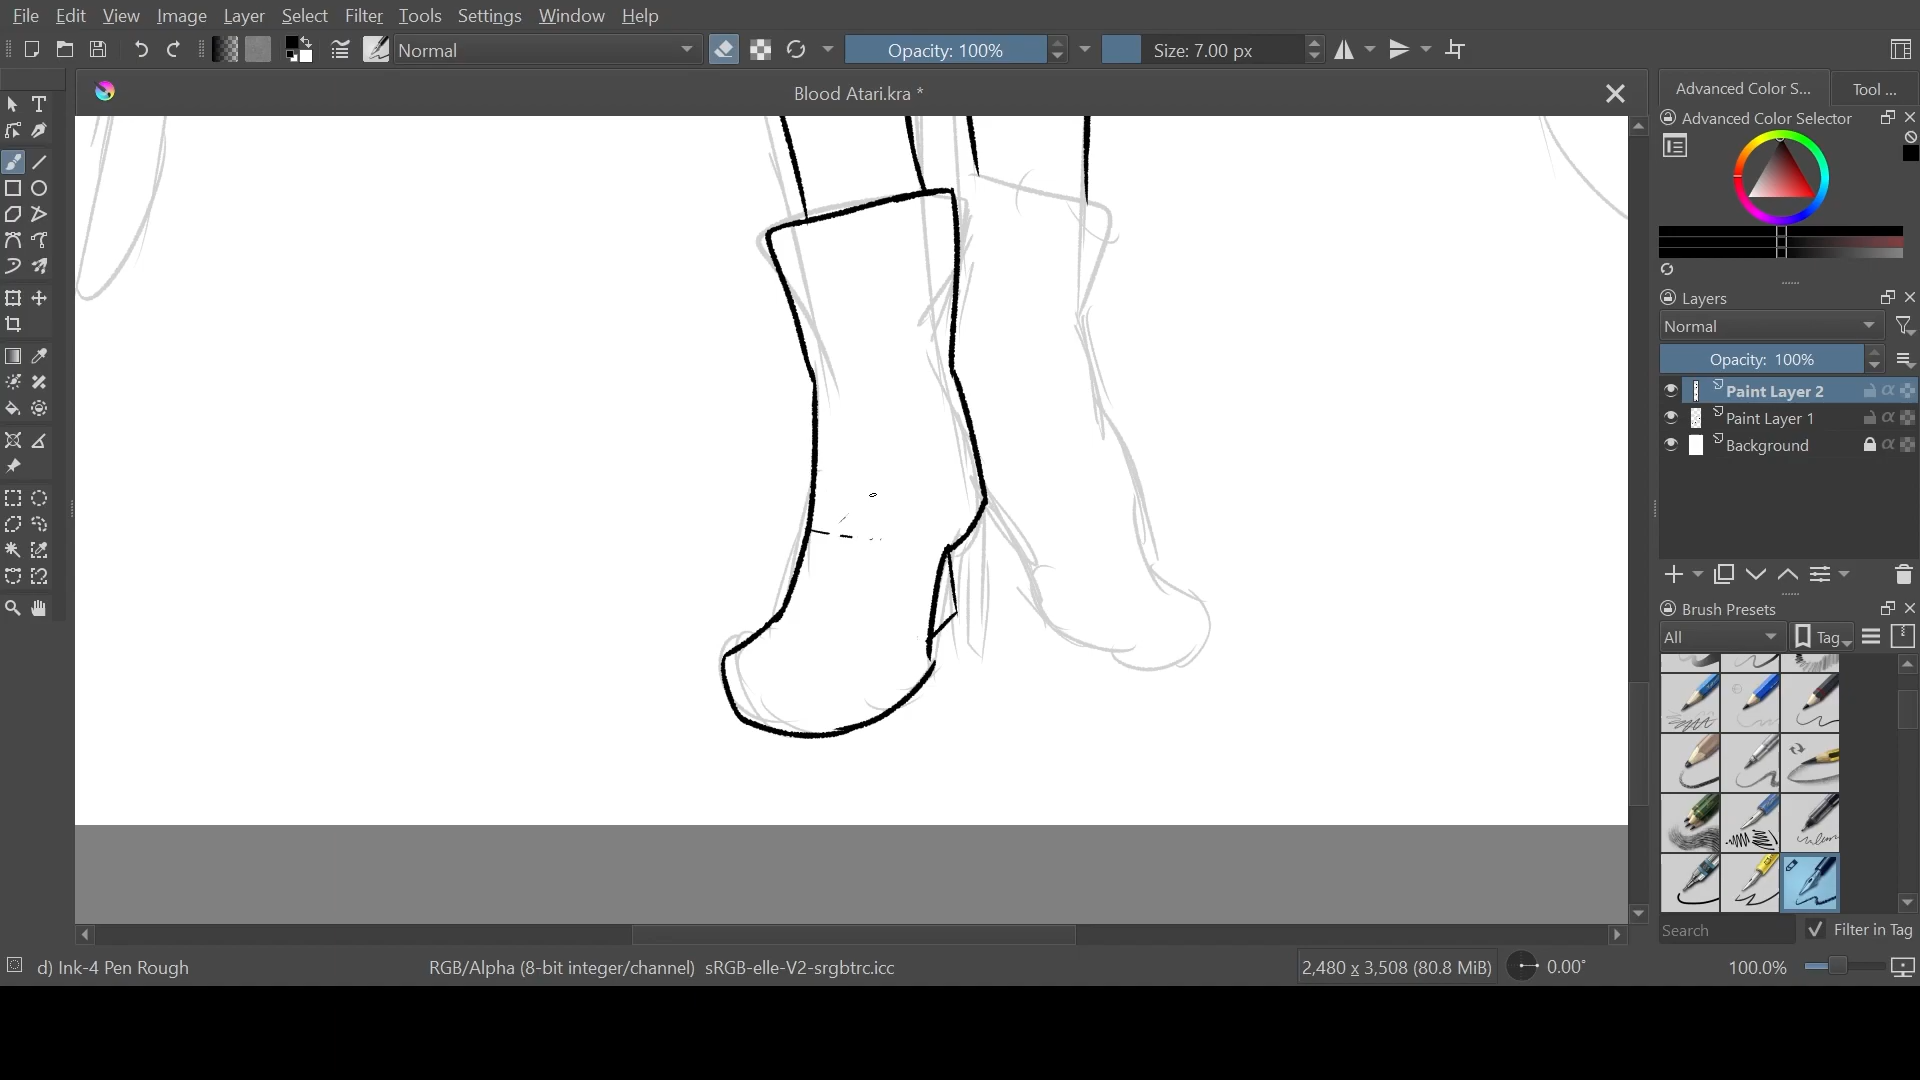 File Edit View Image Layer Select Filter Tools Settings Window Help
Normal Opacity: 100% Size: 7.00 px
Blood Atari.kra *
Advanced Color S... Tool ...
Advanced Color Selector
Layers
Normal
Opacity: 100%
Paint Layer 2
Paint Layer 1
Background
Brush Presets
All Tag
Search Filter in Tag
d) Ink-4 Pen Rough RGB/Alpha (8-bit integer/channel) sRGB-elle-V2-srgbtrc.icc 2,480 x 3,508 (80.8 MiB) 0.00° 100.0%